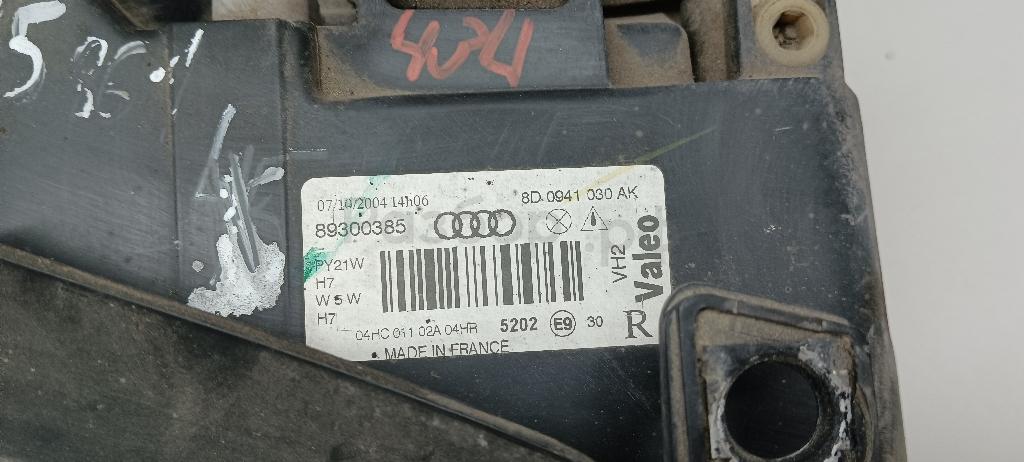 404
07/10/2004 14h06
8D.0941 030 AK
89300385
PY21W
H7
W5W
H7
VH2
Valeo
04HC 011 02A 04HR
5202
E9
30
R
MADE IN FRANCE